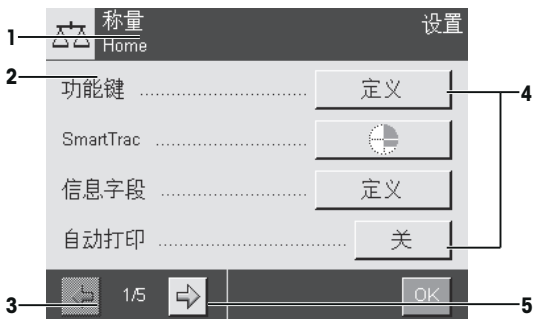 称量 设置
1 Home
2
功能键 .................................. 定义 4
SmartTrac ...............................
信息字段 ............................... 定义
自动打印 ...................................... 关
3 1/5 OK 5